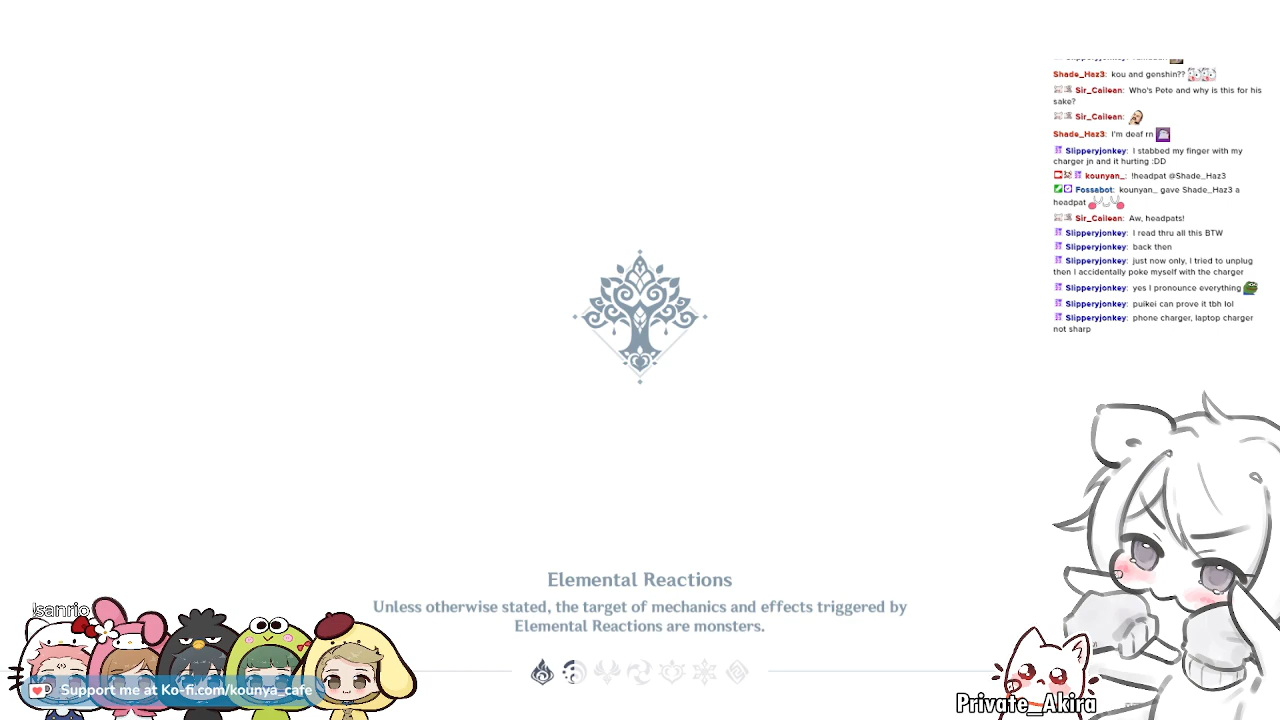 Shade_Haz3: kou and genshin??
Sir_Cailean: Who's Pete and why is this for his
sake?
Sir_Cailean:
Shade_Haz3: I'm deaf rn
Slipperyjonkey: I stabbed my finger with my
charger jn and it hurting :DD
kounyan_: !headpat @Shade_Haz3
Fossabot: kounyan_ gave Shade_Haz3 a
headpat
Sir_Cailean: Aw, headpats!
Slipperyjonkey: I read thru all this BTW
Slipperyjonkey: back then
Slipperyjonkey: just now only, I tried to unplug
then I accidentally poke myself with the charger
Slipperyjonkey: yes I pronounce everything
Slipperyjonkey: puikei can prove it tbh lol
Slipperyjonkey: phone charger, laptop charger
not sharp
Elemental Reactions
Unless otherwise stated, the target of mechanics and effects triggered by
Elemental Reactions are monsters.
!sanrio
Support me at Ko-fi.com/kounya_cafe
Private_Akira